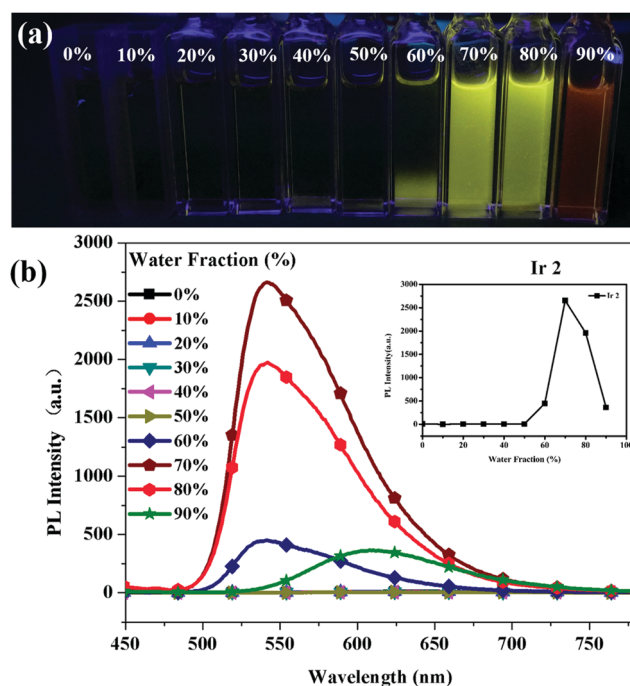 (a)
0% 10% 20% 30% 40% 50% 60% 70% 80% 90%
(b)
Water Fraction (%)
0%
10%
20%
30%
40%
50%
60%
70%
80%
90%
PL Intensity (a.u.)
3000
2500
2000
1500
1000
500
0
450 500 550 600 650 700 750
Wavelength (nm)
Ir 2
Ir 2
PL Intensity(a.u.)
3000
2500
2000
1500
1000
500
0
0 20 40 60 80 100
Water Fraction (%)